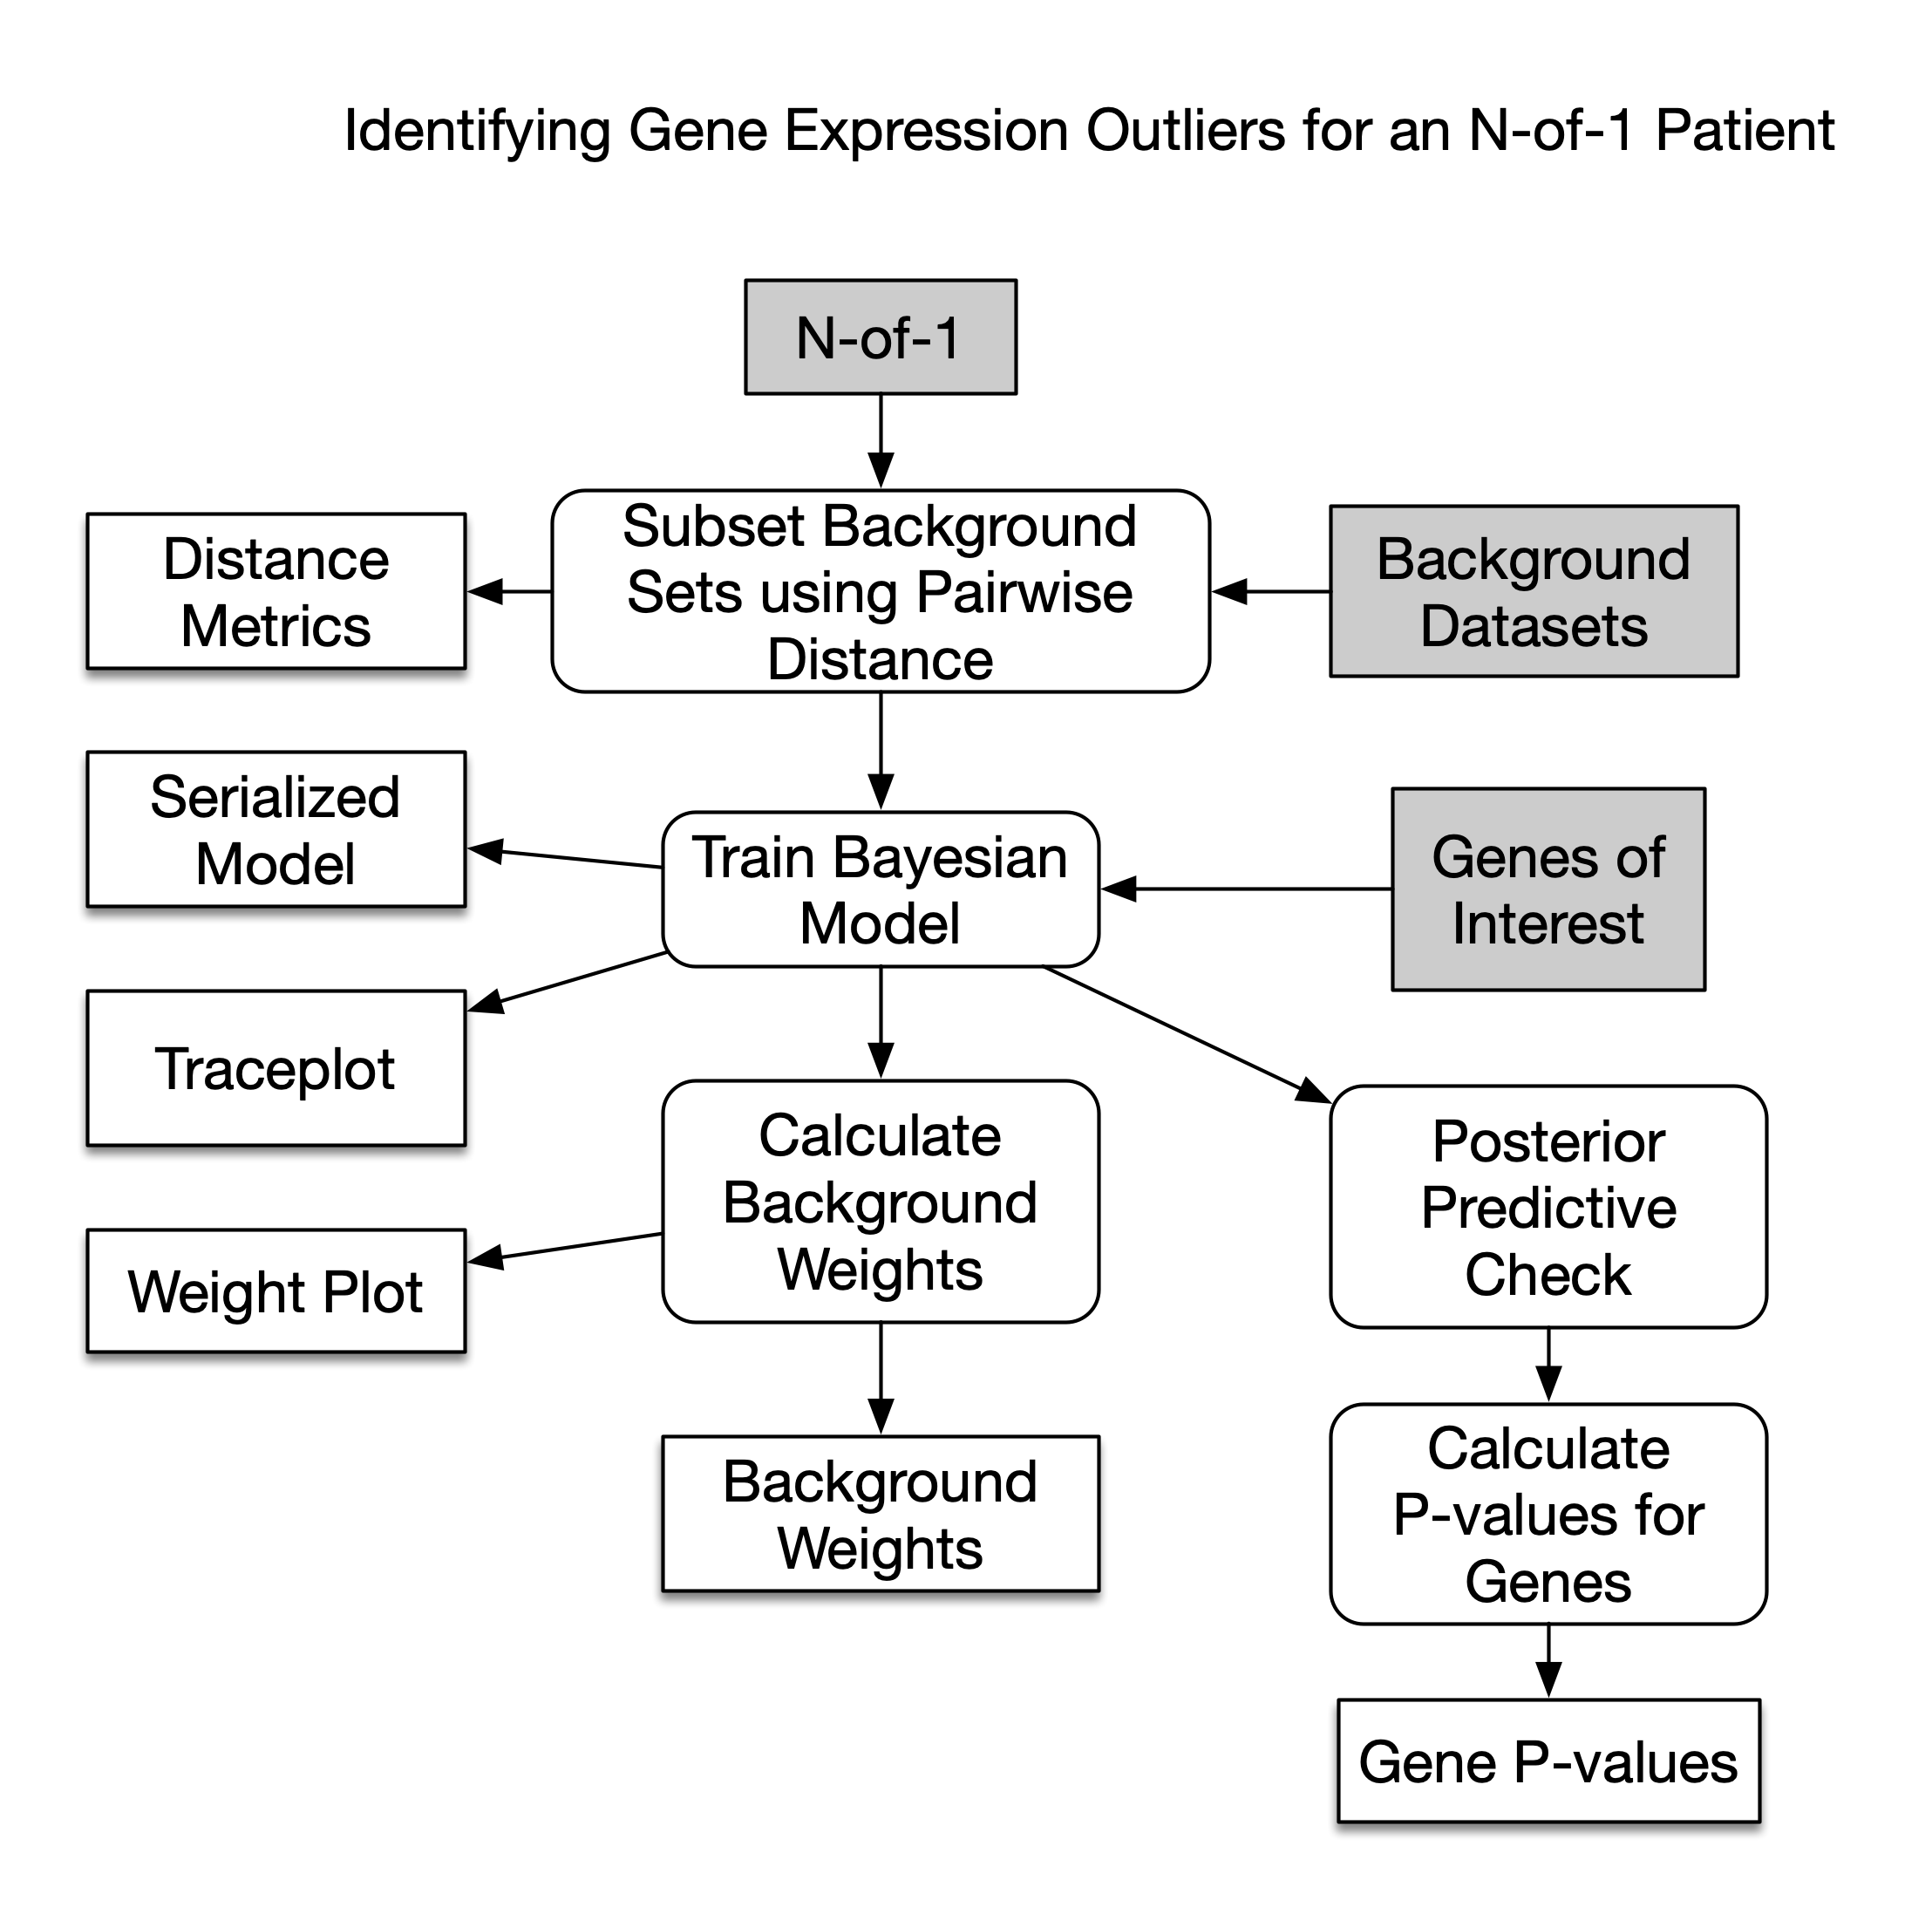 Identifying Gene Expression Outliers for an N-of-1 Patient
N-of-1
Distance
Metrics
Subset Background
Sets using Pairwise
Distance
Background
Datasets
Serialized
Model
Train Bayesian
Model
Genes of
Interest
Traceplot
Calculate
Background
Weights
Posterior
Predictive
Check
Weight Plot
Background
Weights
Calculate
P-values for
Genes
Gene P-values